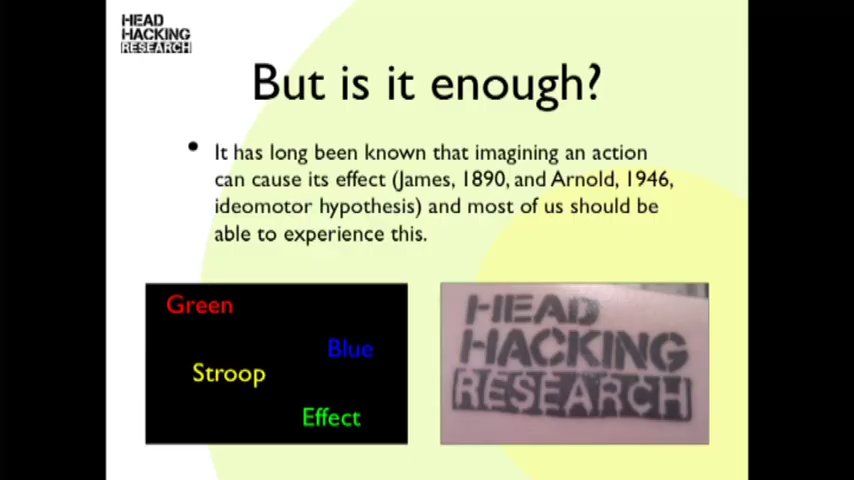 HEAD
HACKING
RESEARCH
But is it enough?
• It has long been known that imagining an action
can cause its effect (James, 1890, and Arnold, 1946,
ideomotor hypothesis) and most of us should be
able to experience this.
Green
Blue
Stroop
Effect
HEAD
HACKING
RESEARCH